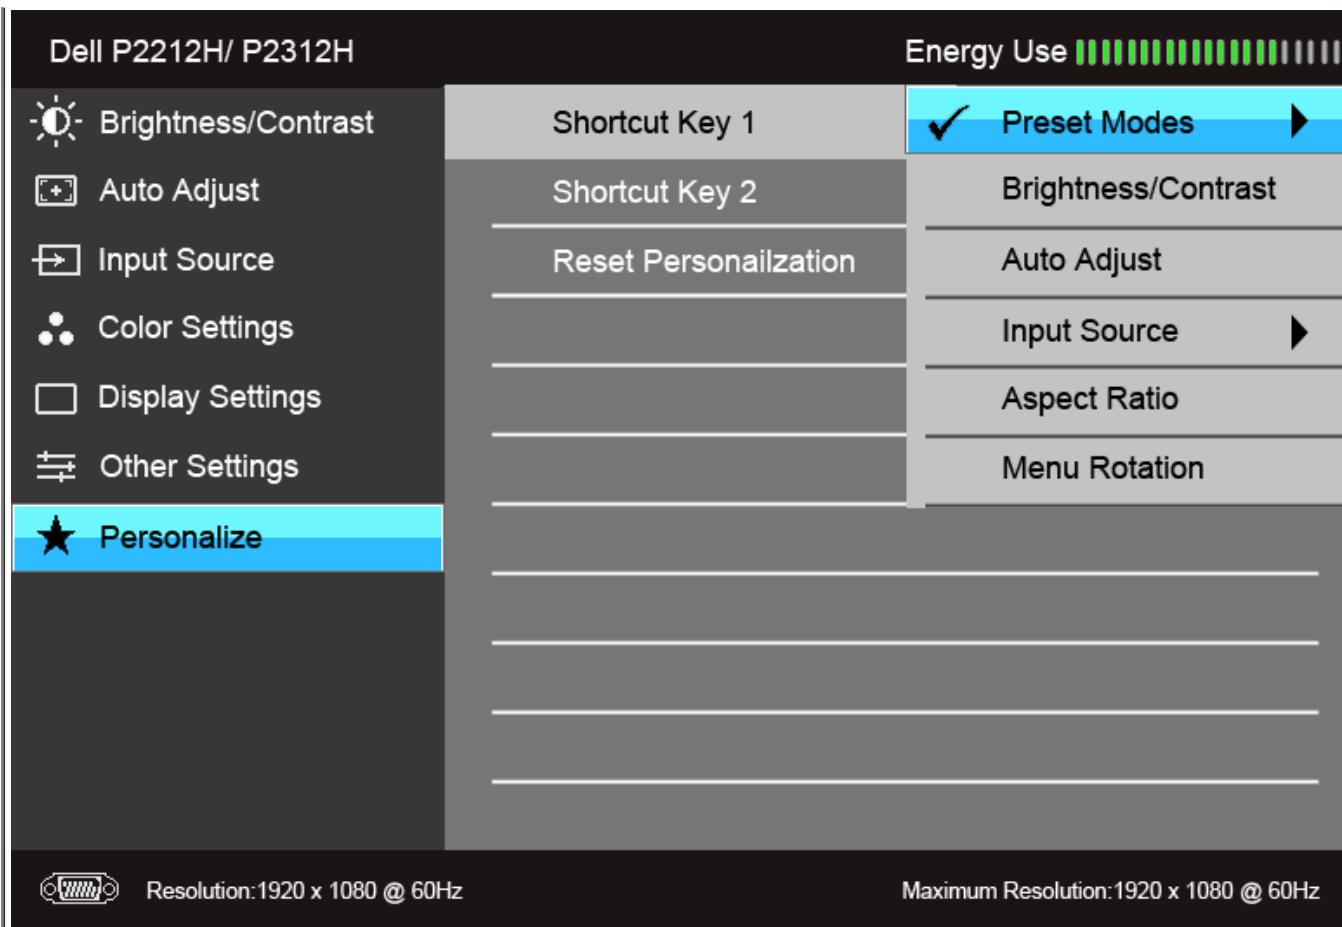 Dell P2212H/ P2312H
Energy Use
Brightness/Contrast
Auto Adjust
Input Source
Color Settings
Display Settings
Other Settings
Personalize
Shortcut Key 1
Shortcut Key 2
Reset Personailzation
Preset Modes
Brightness/Contrast
Auto Adjust
Input Source
Aspect Ratio
Menu Rotation
Resolution:1920 x 1080 @ 60Hz
Maximum Resolution:1920 x 1080 @ 60Hz